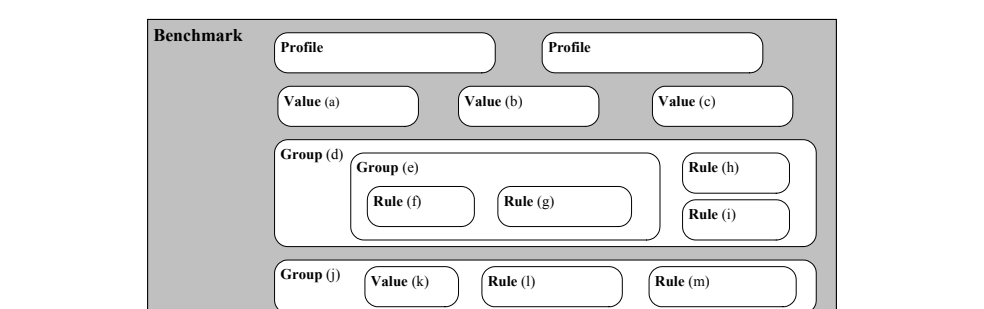 Benchmark
Profile
Profile
Value (a)
Value (b)
Value (c)
Group (d)
Group (e)
Rule (f)
Rule (g)
Rule (h)
Rule (i)
Group (j)
Value (k)
Rule (l)
Rule (m)